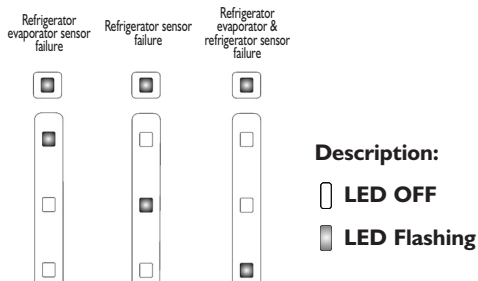 Refrigerator
evaporator sensor
failure
Refrigerator sensor
failure
Refrigerator
evaporator &
refrigerator sensor
failure
Description:
LED OFF
LED Flashing